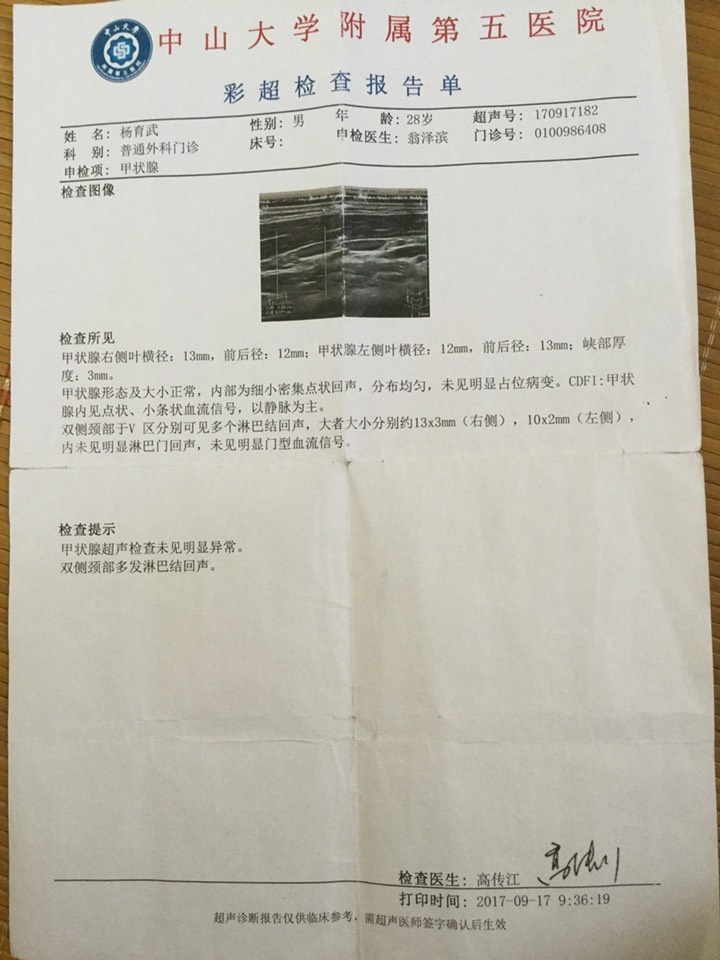 中山大学附属第五医院
彩超检查报告单
姓 名: 杨育武 性别: 男 年 龄: 28岁 超声号: 170917182
科 别: 普通外科门诊 床号: 申检医生: 翁泽滨 门诊号: 0100986408
申检项: 甲状腺
检查图像
检查所见
甲状腺右侧叶横径: 13mm, 前后径: 12mm; 甲状腺左侧叶横径: 12mm, 前后径: 13mm; 峡部厚
度: 3mm。
甲状腺形态及大小正常, 内部为细小密集点状回声, 分布均匀, 未见明显占位病变。CDFI:甲状
腺内见点状、小条状血流信号, 以静脉为主。
双侧颈部于V 区分别可见多个淋巴结回声, 大者大小分别约13x3mm (右侧) , 10x2mm (左侧) ,
内未见明显淋巴门回声, 未见明显门型血流信号。
检查提示
甲状腺超声检查未见明显异常。
双侧颈部多发淋巴结回声。
检查医生: 高传江
打印时间: 2017-09-17 9:36:19
超声诊断报告仅供临床参考, 需超声医师签字确认后生效